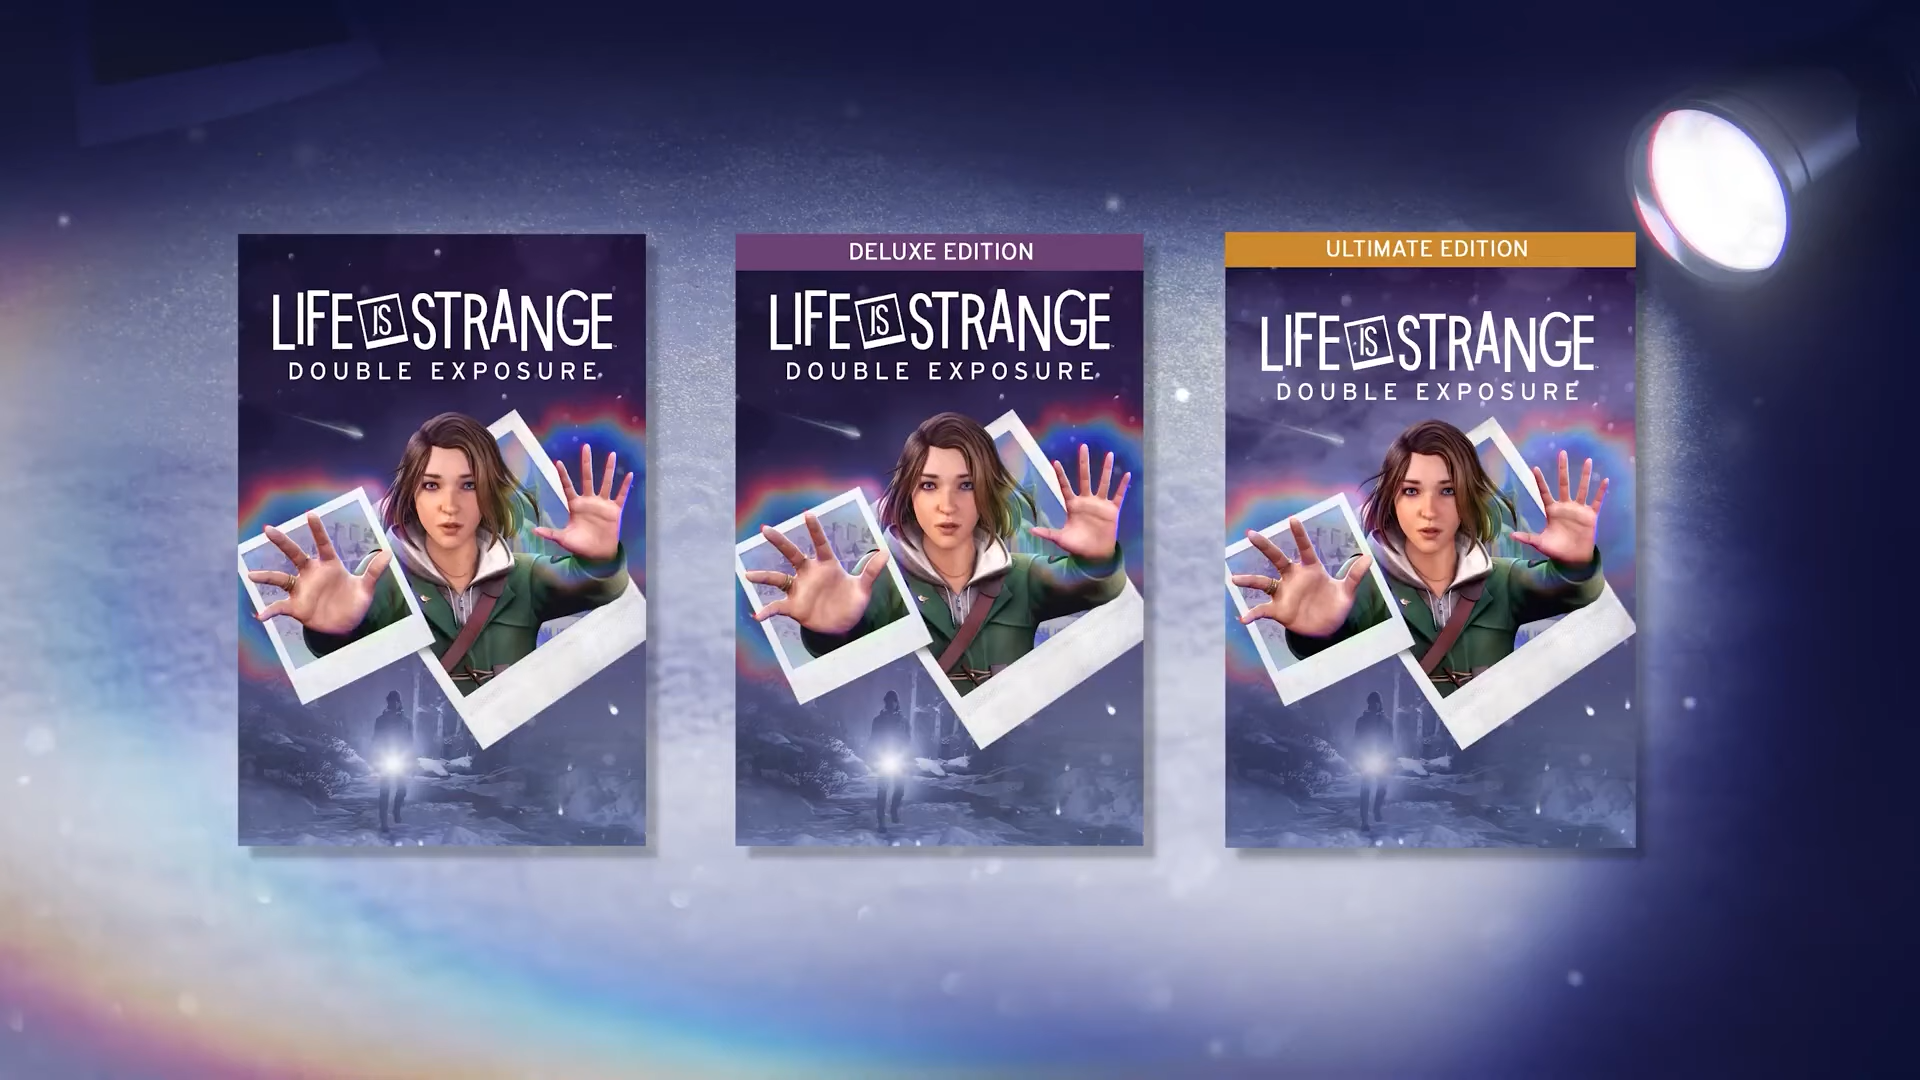 LIFE IS STRANGE
DOUBLE EXPOSURE
DELUXE EDITION
LIFE IS STRANGE
DOUBLE EXPOSURE
ULTIMATE EDITION
LIFE IS STRANGE
DOUBLE EXPOSURE